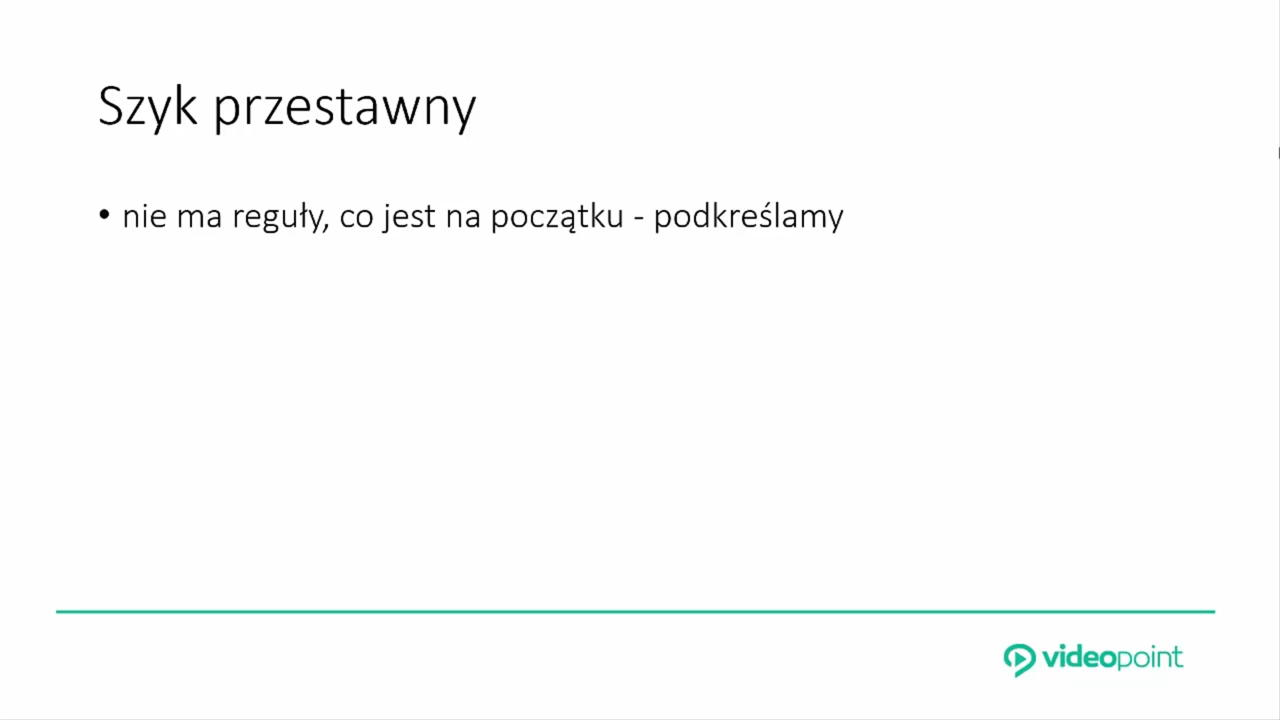 Szyk przestawny
• nie ma reguły, co jest na początku - podkreślamy
videopoint